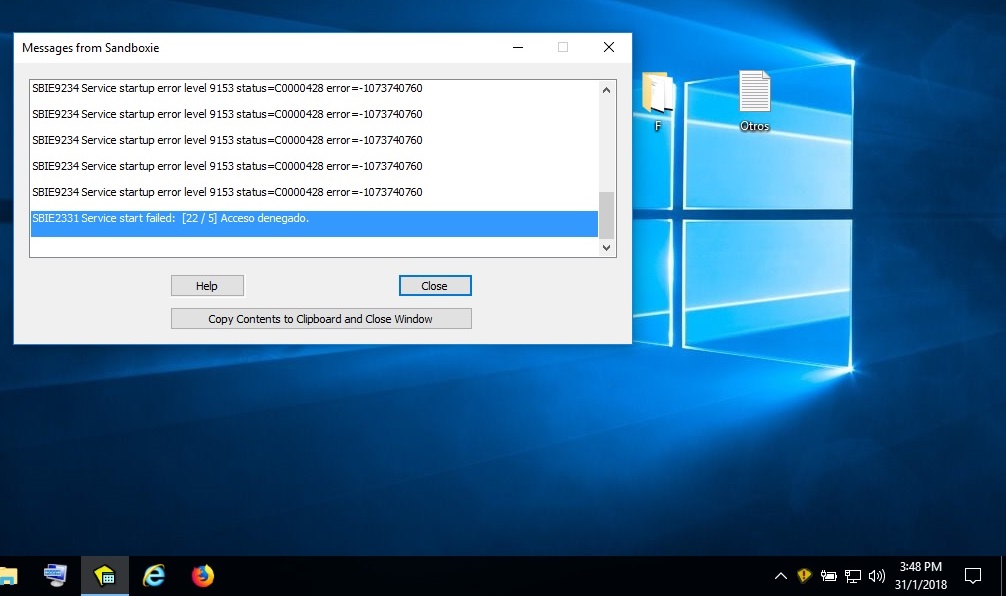 Messages from Sandboxie
SBIE9234 Service startup error level 9153 status=C0000428 error=-1073740760
SBIE9234 Service startup error level 9153 status=C0000428 error=-1073740760
SBIE9234 Service startup error level 9153 status=C0000428 error=-1073740760
SBIE9234 Service startup error level 9153 status=C0000428 error=-1073740760
SBIE9234 Service startup error level 9153 status=C0000428 error=-1073740760
SBIE2331 Service start failed:  [22 / 5] Acceso denegado.
Help
Close
Copy Contents to Clipboard and Close Window
F
Otros
3:48 PM
31/1/2018